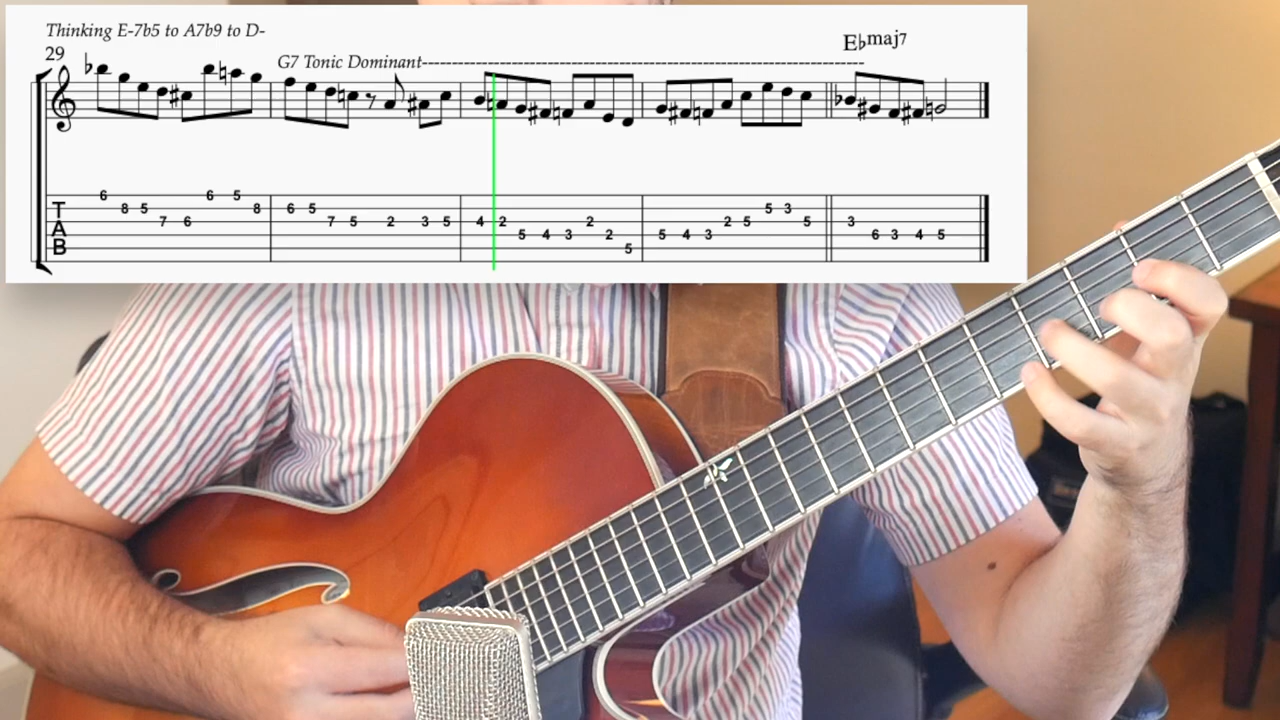 Thinking E-7b5 to A7b9 to D-
29
G7 Tonic Dominant
E♭maj7
T
A
B
6 8 5 7 6 6 5 8 6 5 7 5 2 3 5 4 2 5 4 3 2 2 5 5 4 3 2 5 5 3 5 3 6 3 4 5